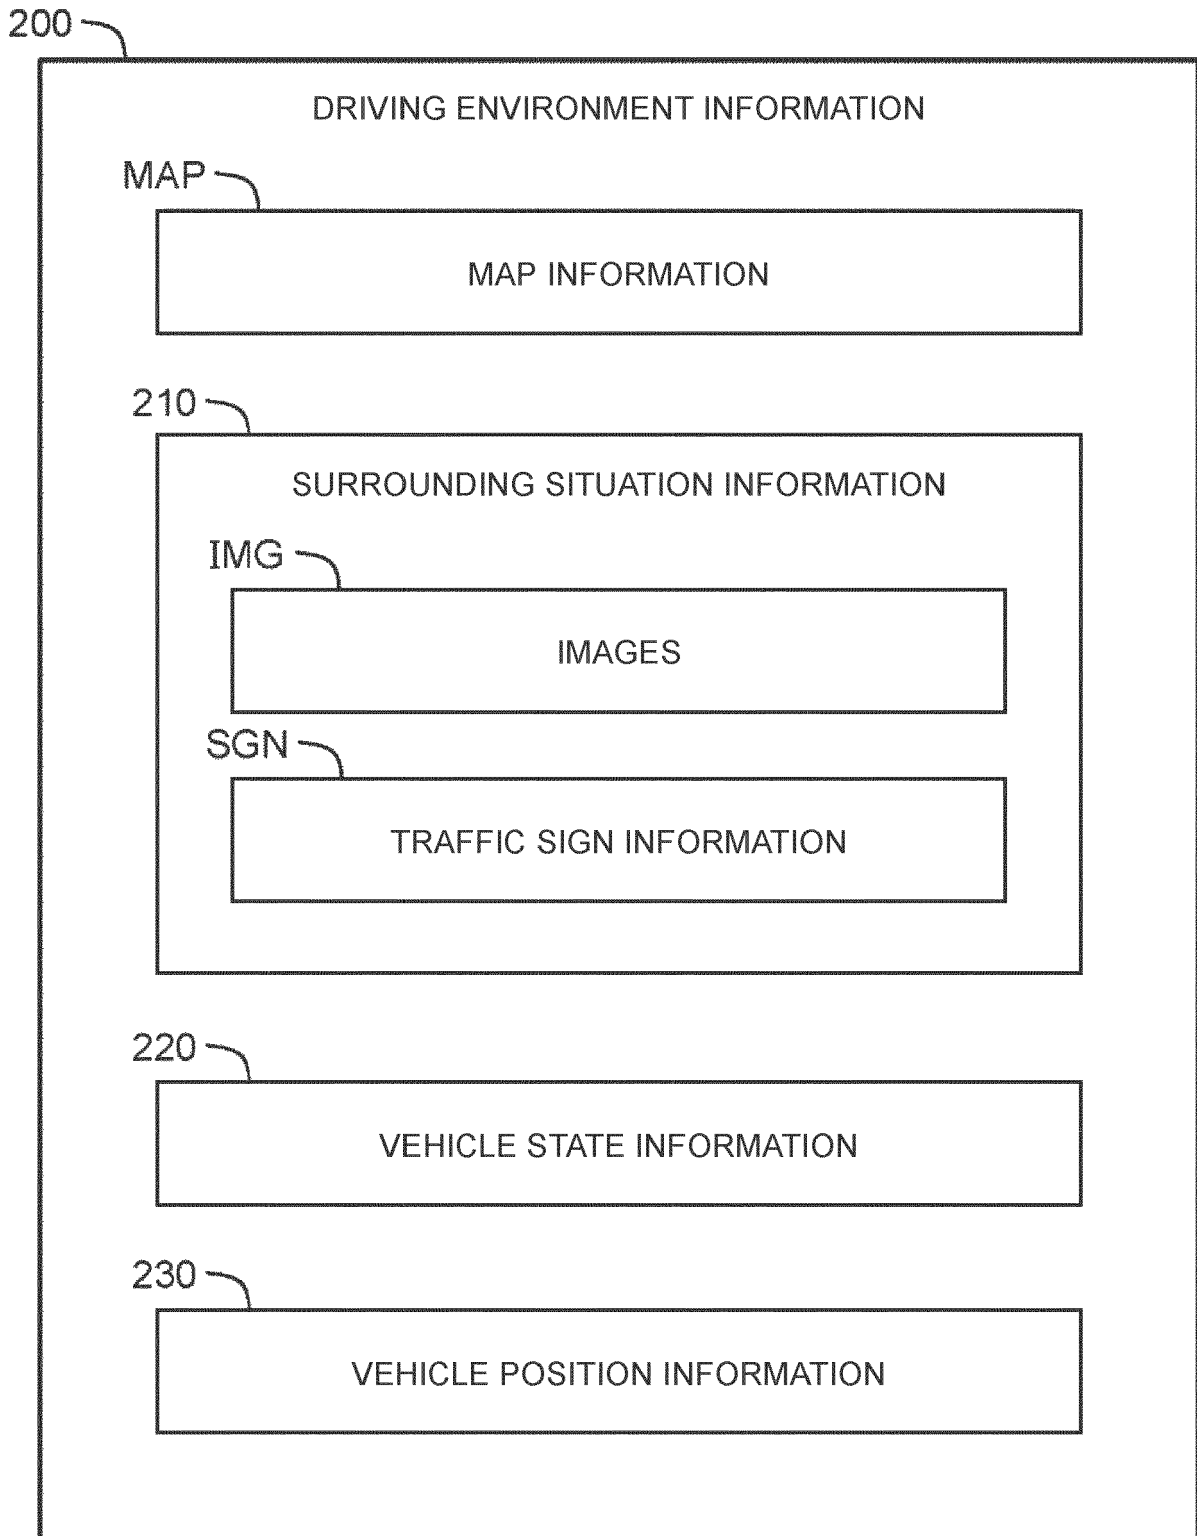 200
DRIVING ENVIRONMENT INFORMATION
MAP
MAP INFORMATION
210
SURROUNDING SITUATION INFORMATION
IMG
IMAGES
SGN
TRAFFIC SIGN INFORMATION
220
VEHICLE STATE INFORMATION
230
VEHICLE POSITION INFORMATION